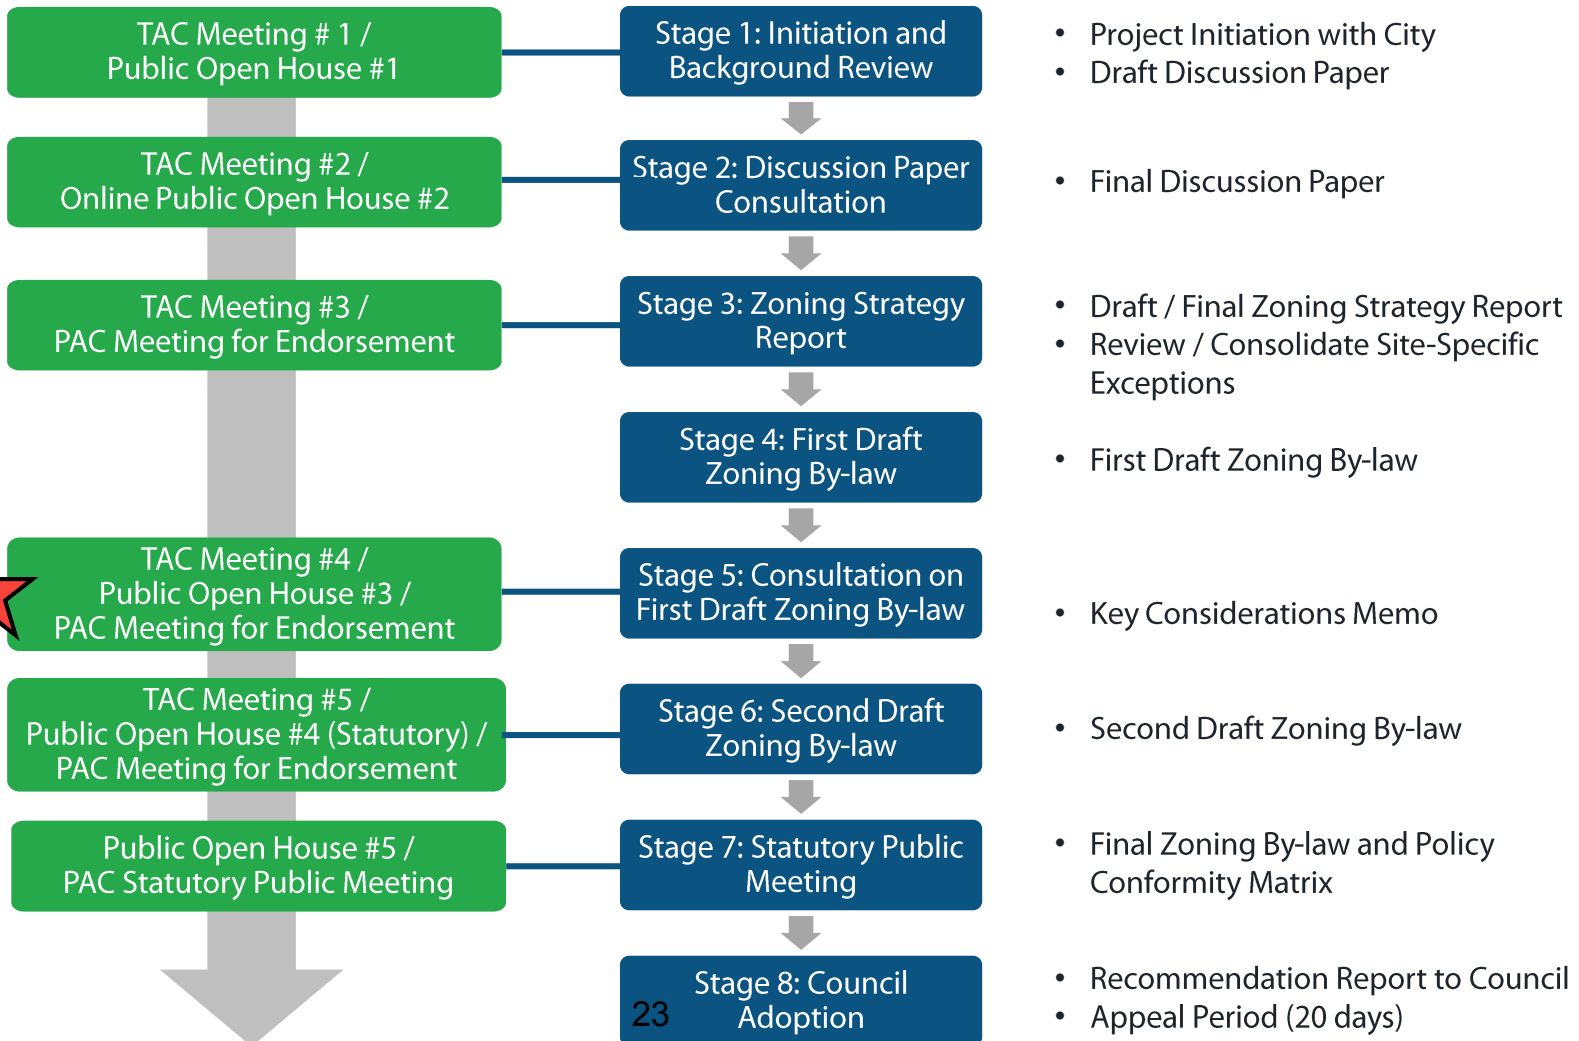 TAC Meeting # 1 /
Public Open House #1
Stage 1: Initiation and
Background Review
• Project Initiation with City
• Draft Discussion Paper
TAC Meeting #2 /
Online Public Open House #2
Stage 2: Discussion Paper
Consultation
• Final Discussion Paper
TAC Meeting #3 /
PAC Meeting for Endorsement
Stage 3: Zoning Strategy
Report
• Draft / Final Zoning Strategy Report
• Review / Consolidate Site-Specific
Exceptions
Stage 4: First Draft
Zoning By-law
• First Draft Zoning By-law
TAC Meeting #4 /
Public Open House #3 /
PAC Meeting for Endorsement
Stage 5: Consultation on
First Draft Zoning By-law
• Key Considerations Memo
TAC Meeting #5 /
Public Open House #4 (Statutory) /
PAC Meeting for Endorsement
Stage 6: Second Draft
Zoning By-law
• Second Draft Zoning By-law
Public Open House #5 /
PAC Statutory Public Meeting
Stage 7: Statutory Public
Meeting
• Final Zoning By-law and Policy
Conformity Matrix
Stage 8: Council
Adoption
23
• Recommendation Report to Council
• Appeal Period (20 days)